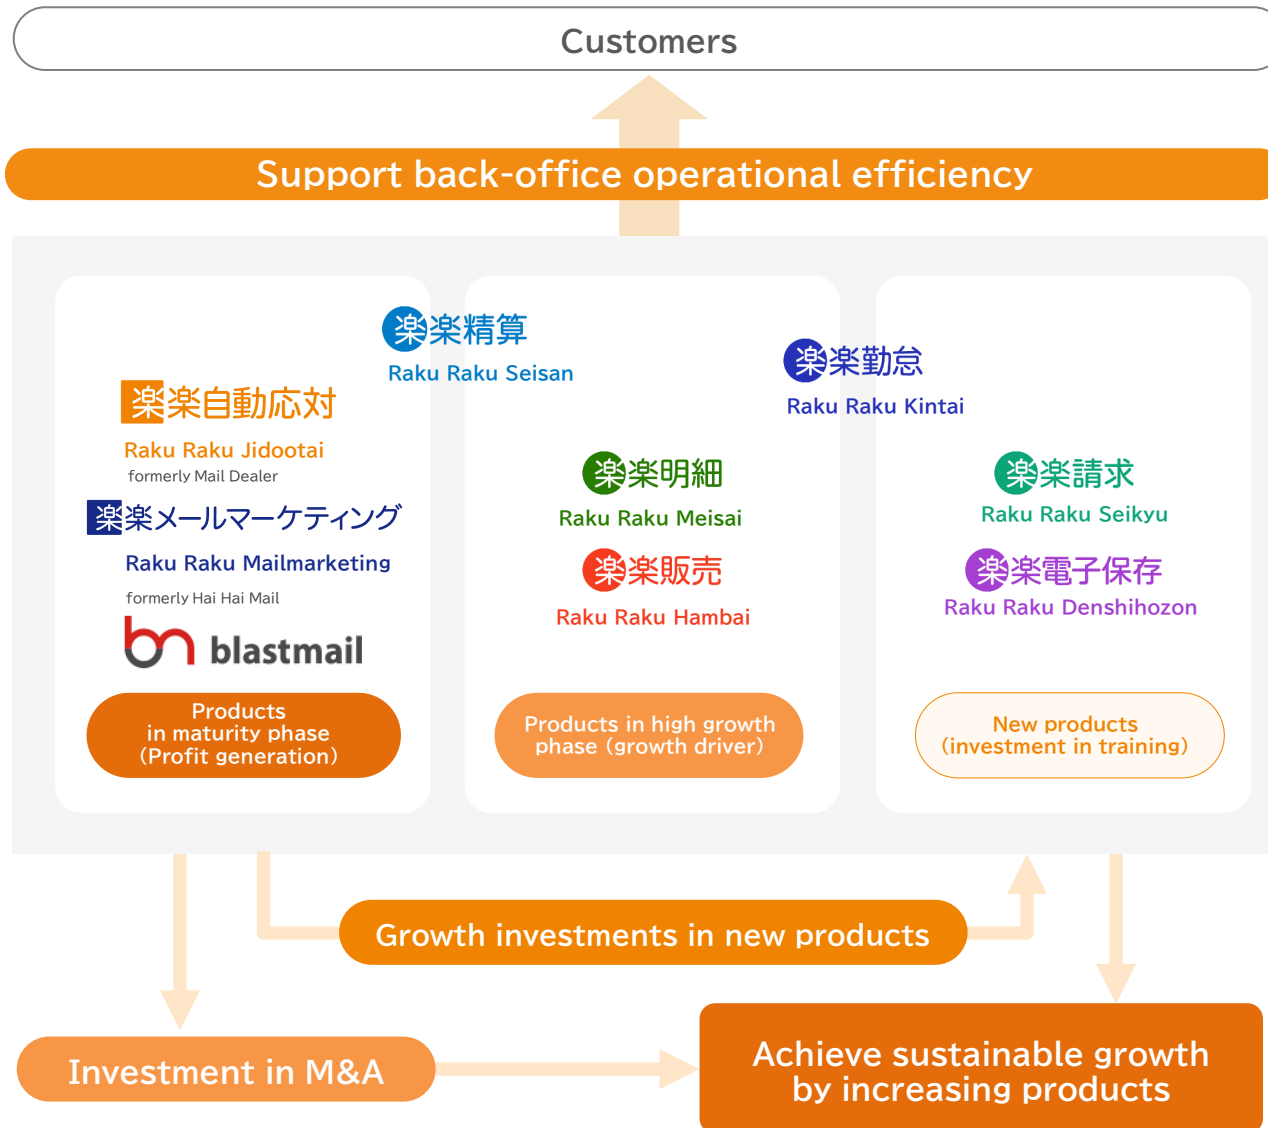 Customers
Support back-office operational efficiency
楽楽精算
Raku Raku Seisan
楽楽勤怠
Raku Raku Kintai
楽楽自動応対
Raku Raku Jidootai
formerly Mail Dealer
楽楽メールマーケティング
Raku Raku Mailmarketing
formerly Hai Hai Mail
blastmail
Products
in maturity phase
(Profit generation)
楽楽明細
Raku Raku Meisai
楽楽販売
Raku Raku Hambai
Products in high growth
phase (growth driver)
楽楽請求
Raku Raku Seikyu
楽楽電子保存
Raku Raku Denshihozon
New products
(investment in training)
Growth investments in new products
Investment in M&A
Achieve sustainable growth
by increasing products